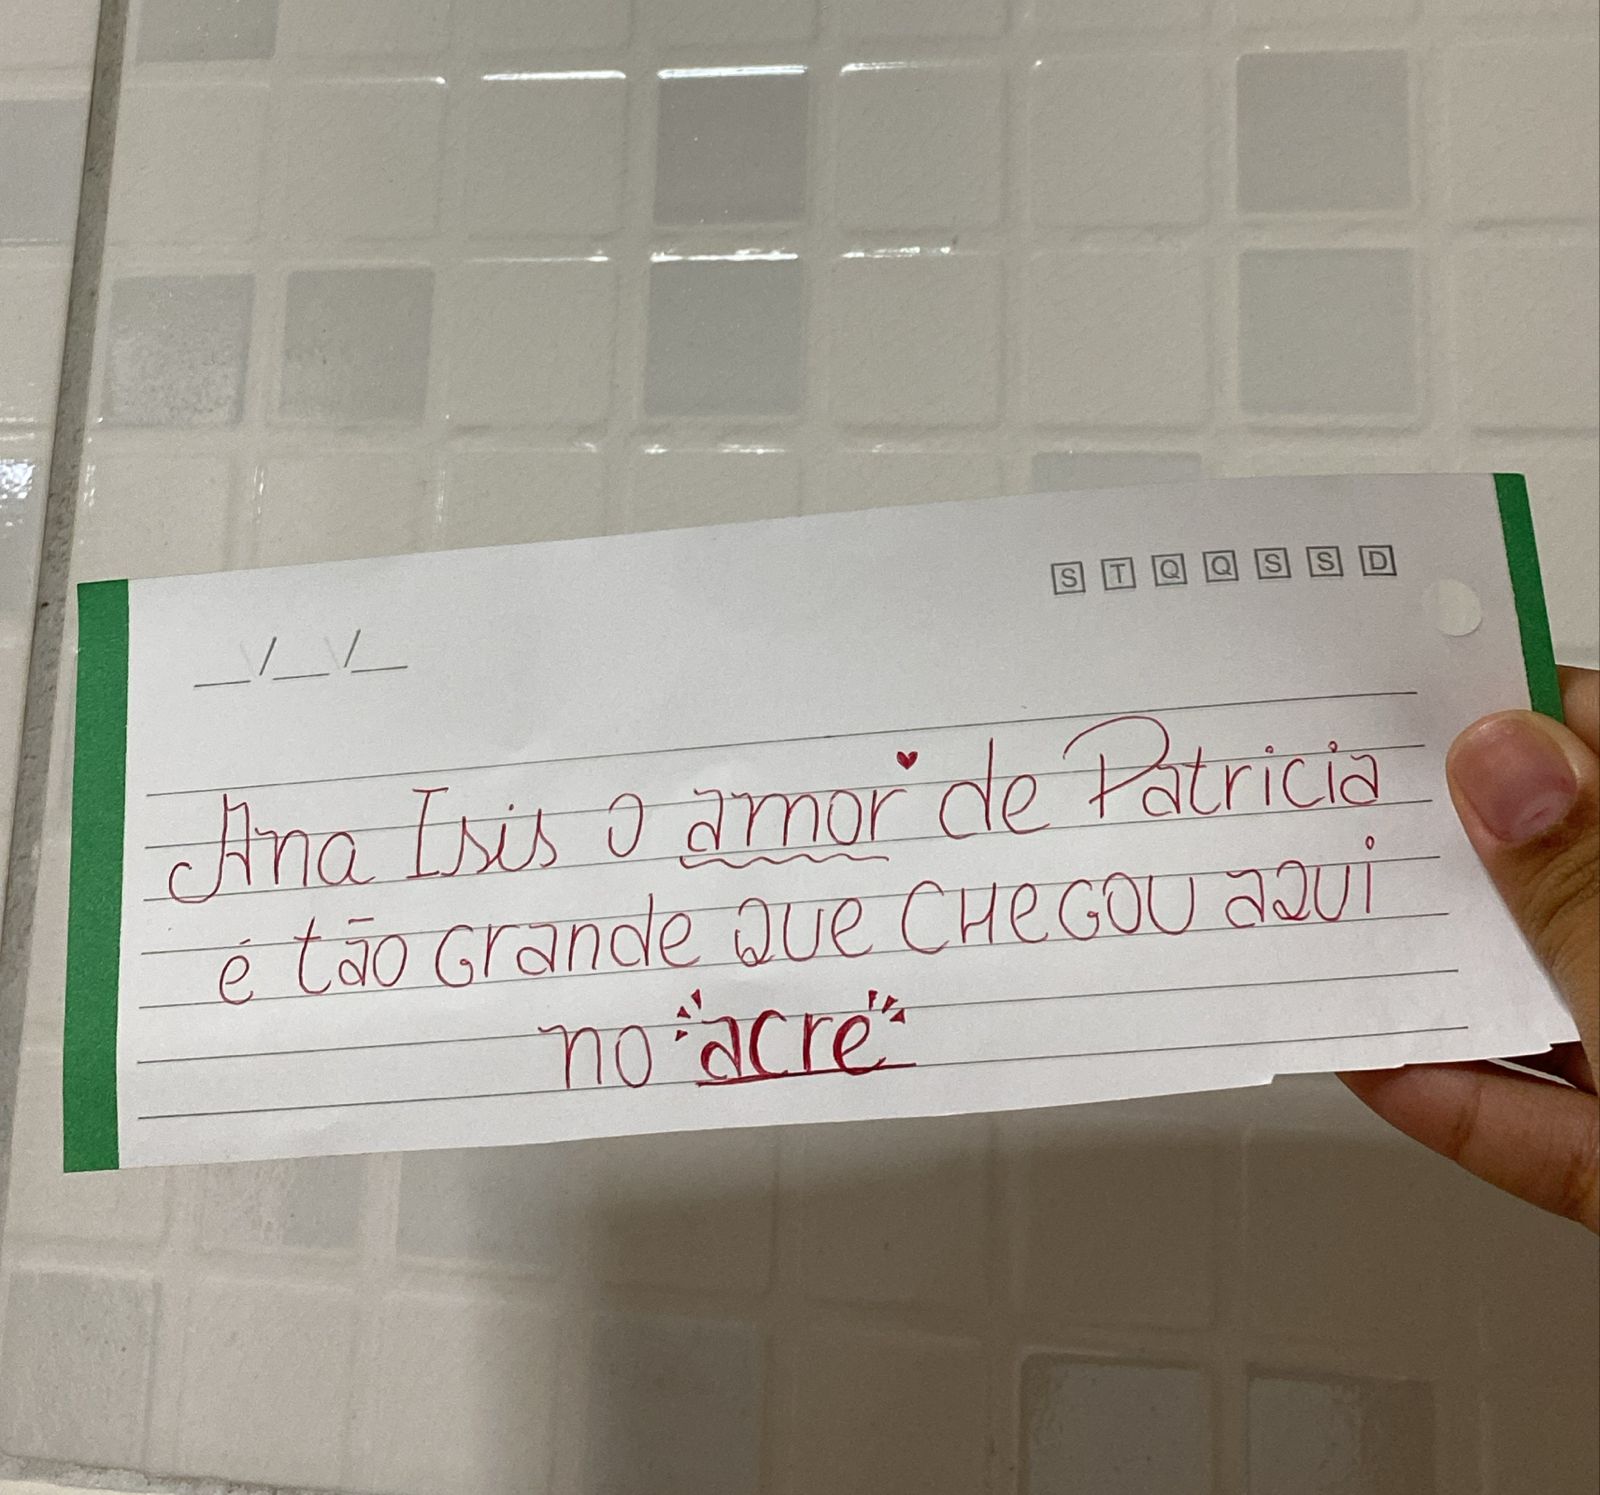 S T Q Q S S D
__/__/__
Ana Isis o amor de Patricia
é tão grande que chegou aqui
no acre